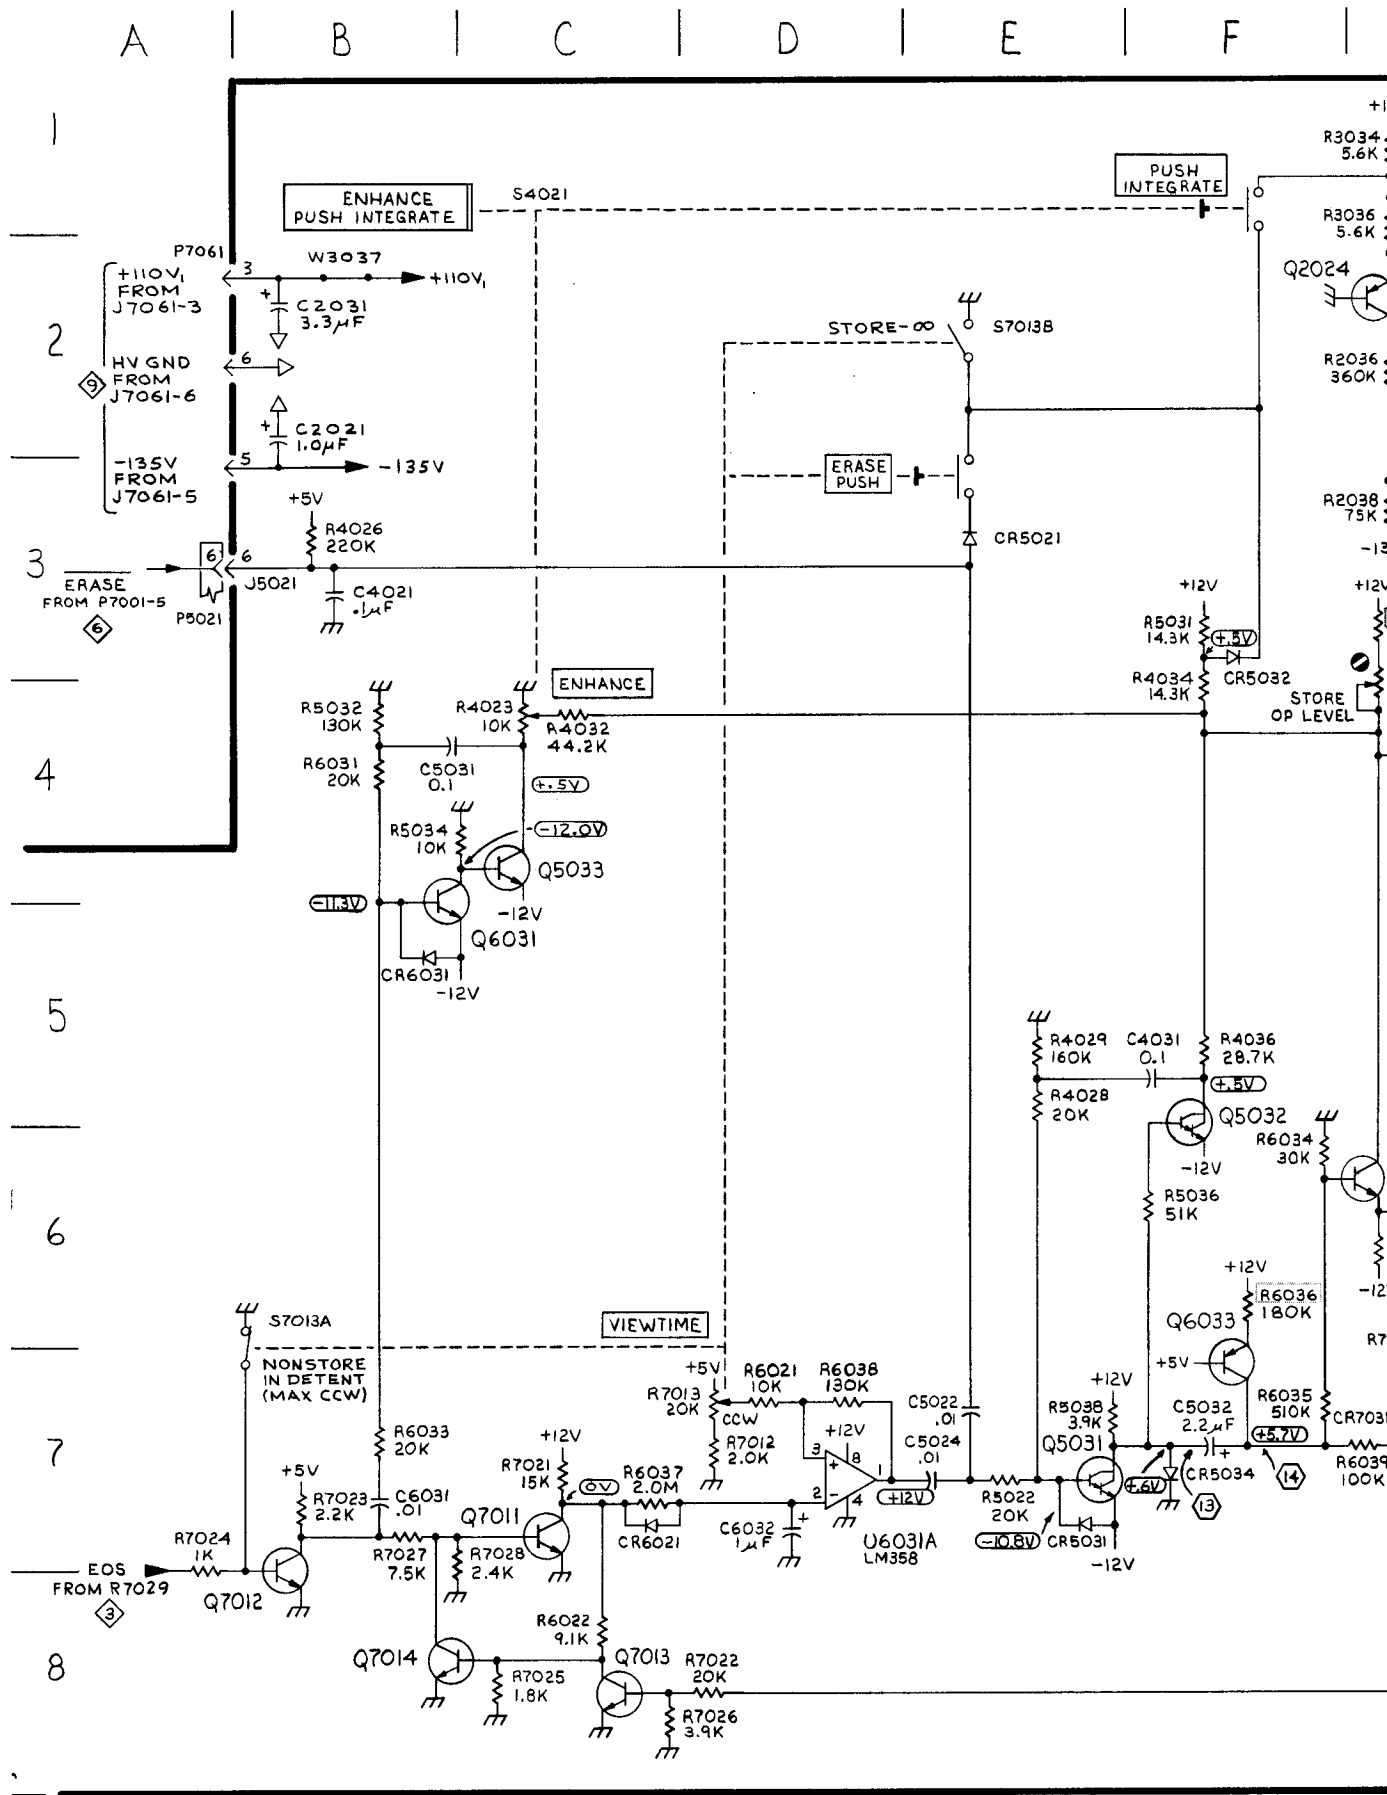 A B C D E F
1
+1
R3034
5.6K
PUSH
INTEGRATE
ENHANCE
PUSH INTEGRATE
S4021
R3036
5.6K
P7061
3
W3037
+110V₁
+110V₁
FROM
J7061-3
+
C2031
3.3µF
Q2024
2
STORE-∞
S7013B
HV GND
FROM
J7061-6
6
9
R2036
360K
+
C2021
1.0µF
-135V
FROM
J7061-5
5
-135V
ERASE
PUSH
+5V
R4026
220K
R2038
75K
CR5021
-13
3
6
6
J5021
ERASE
FROM P7001-5
6
P5021
C4021
.1µF
+12V
+12V
R5031
14.3K
+.5V
CR5032
R4034
14.3K
STORE
OP LEVEL
ENHANCE
R5032
130K
R4023
10K
R4032
44.2K
4
R6031
20K
C5031
0.1
+.5V
R5034
10K
-12.0V
Q5033
-11.3V
-12V
Q6031
CR6031
-12V
5
R4029
160K
C4031
0.1
R4036
28.7K
+.5V
R4028
20K
Q5032
R6034
30K
-12V
R5036
51K
6
+12V
R6036
180K
-12
Q6033
S7013A
VIEWTIME
R7
NONSTORE
IN DETENT
(MAX CCW)
+5V
R7013
20K
CCW
R6021
10K
R6038
130K
+5V
+12V
C5022
.01
R5038
3.9K
C5032
2.2µF
+
R6035
510K
CR7031
7
R6033
20K
+12V
R7012
2.0K
+12V
C5024
.01
Q5031
+5.7V
R7021
15K
0V
R6037
2.0M
3
+
8
1
2
-
4
+12V
+.6V
CR5034
14
R6039
100K
+5V
R7023
2.2K
C6031
.01
Q7011
CR6021
C6032
1µF
+
R5022
20K
-10.8V
CR5031
13
U6031A
LM358
-12V
R7024
1K
R7027
7.5K
R7028
2.4K
EOS
FROM R7029
3
Q7012
R6022
9.1K
8
Q7014
Q7013
R7022
20K
R7025
1.8K
R7026
3.9K